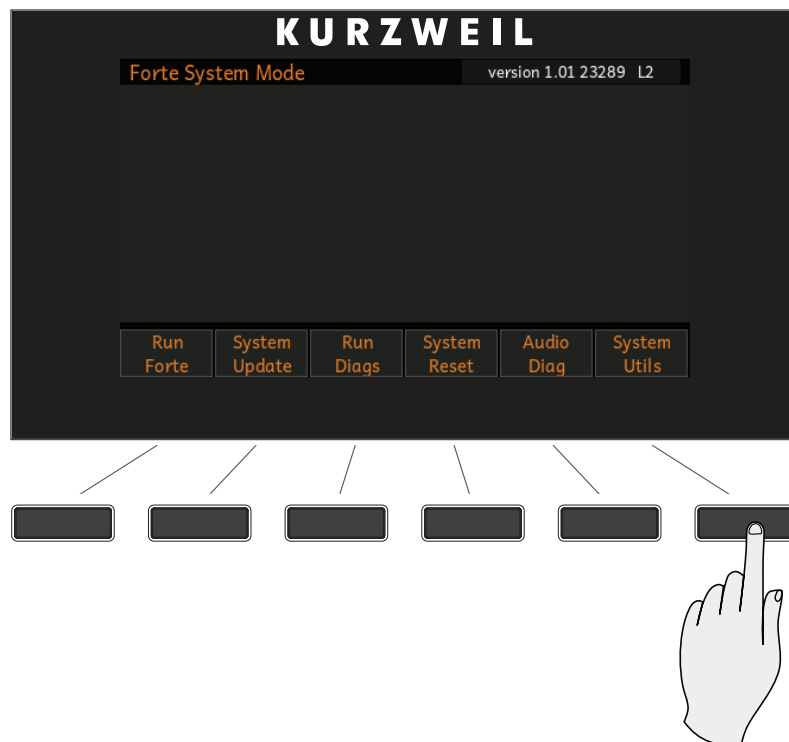 KURZWEIL
Forte System Mode version 1.01 23289 L2
Run System Run System Audio System
Forte Update Diags Reset Diag Utils